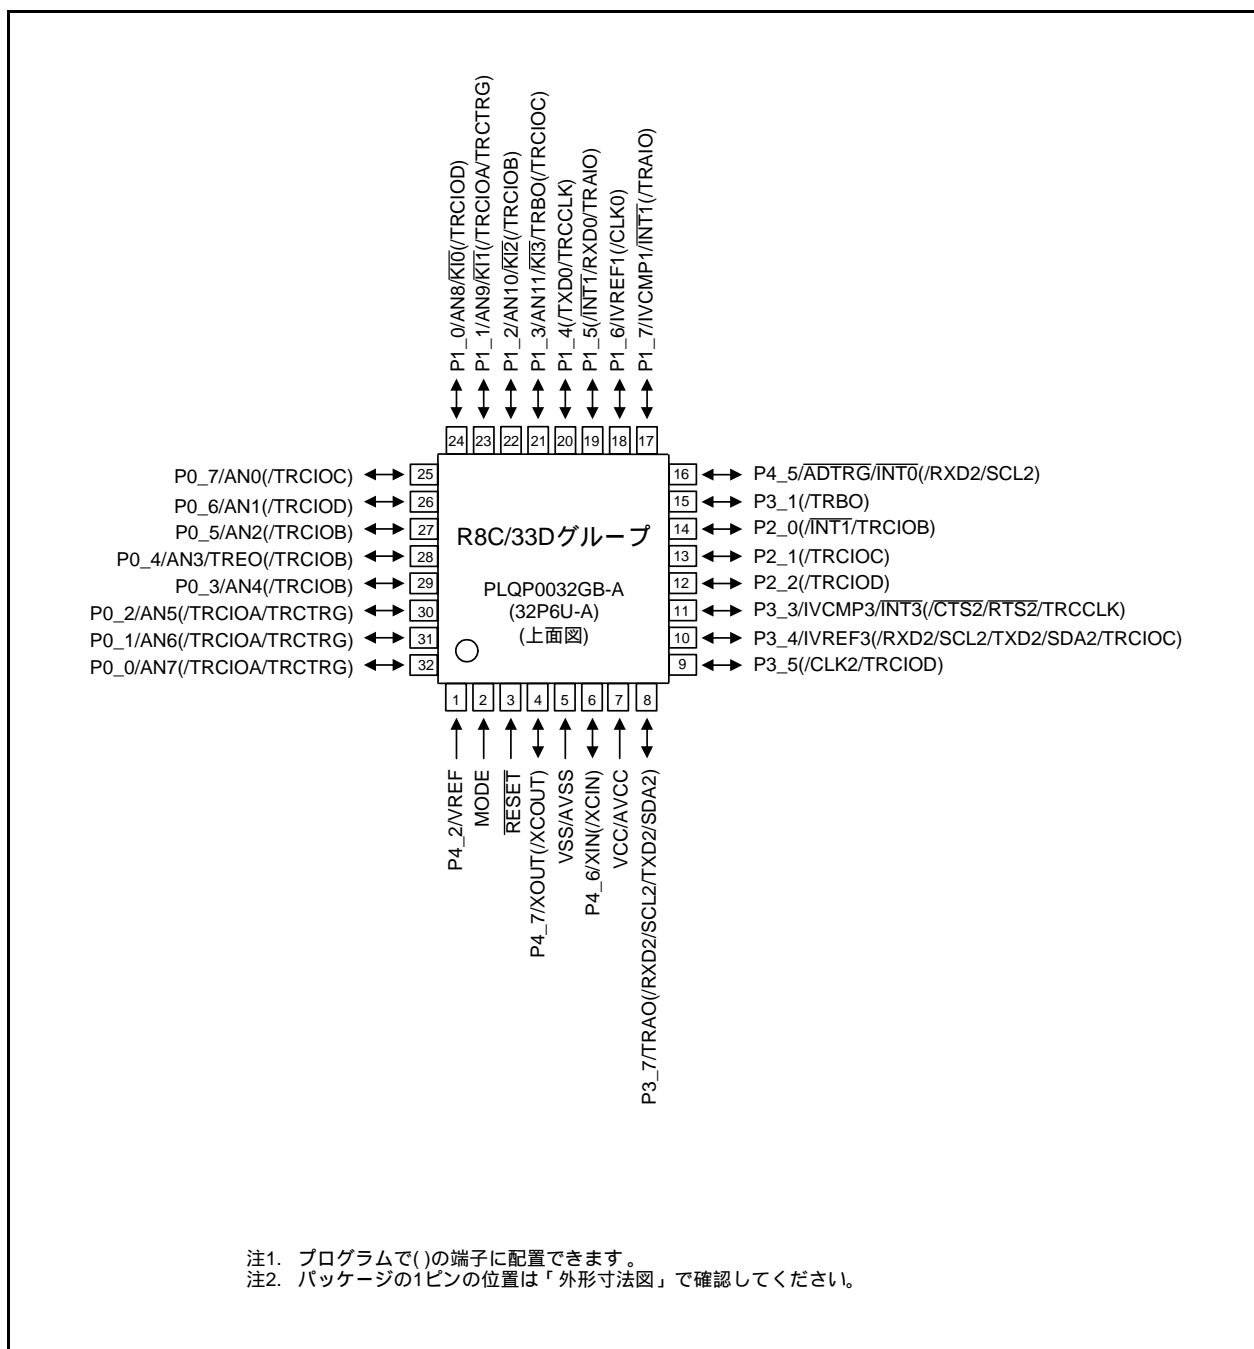 P1_0/AN8/KI0(/TRCIOD)
P1_1/AN9/KI1(/TRCIOA/TRCTRG)
P1_2/AN10/KI2(/TRCIOB)
P1_3/AN11/KI3/TRBO(/TRCIOC)
P1_4(/TXD0/TRCCLK)
P1_5(/INT1/RXD0/TRAIO)
P1_6/IVREF1(/CLK0)
P1_7/IVCMP1/INT1(/TRAIO)
24 23 22 21 20 19 18 17
P0_7/AN0(/TRCIOC) 25
P0_6/AN1(/TRCIOD) 26
P0_5/AN2(/TRCIOB) 27
P0_4/AN3/TREO(/TRCIOB) 28
P0_3/AN4(/TRCIOB) 29
P0_2/AN5(/TRCIOA/TRCTRG) 30
P0_1/AN6(/TRCIOA/TRCTRG) 31
P0_0/AN7(/TRCIOA/TRCTRG) 32
R8C/33Dグループ
PLQP0032GB-A
(32P6U-A)
(上面図)
16 P4_5/ADTRG/INT0(/RXD2/SCL2)
15 P3_1(/TRBO)
14 P2_0(/INT1/TRCIOB)
13 P2_1(/TRCIOC)
12 P2_2(/TRCIOD)
11 P3_3/IVCMP3/INT3(/CTS2/RTS2/TRCCLK)
10 P3_4/IVREF3(/RXD2/SCL2/TXD2/SDA2/TRCIOC)
9 P3_5(/CLK2/TRCIOD)
1 2 3 4 5 6 7 8
P4_2/VREF
MODE
RESET
P4_7/XOUT(/XCOUT)
VSS/AVSS
P4_6/XIN(/XCIN)
VCC/AVCC
P3_7/TRAO(/RXD2/SCL2/TXD2/SDA2)
注1. プログラムで( )の端子に配置できます。
注2. パッケージの1ピンの位置は「外形寸法図」で確認してください。